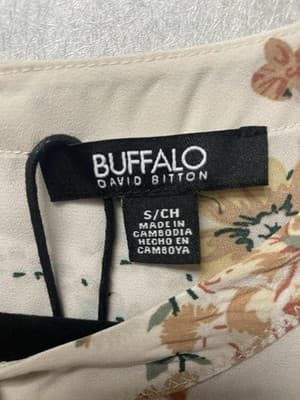 BUFFALO
DAVID BITTON
S/CH
MADE IN
CAMBODIA
HECHO EN
CAMBOYA